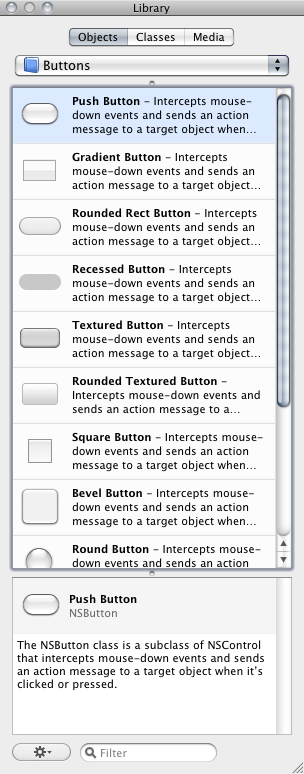 Library
Objects Classes Media
Buttons
Push Button – Intercepts mouse-
down events and sends an action
message to a target object when...
Gradient Button – Intercepts
mouse-down events and sends an
action message to a target object...
Rounded Rect Button – Intercepts
mouse-down events and sends an
action message to a target object...
Recessed Button – Intercepts
mouse-down events and sends an
action message to a target object...
Textured Button – Intercepts
mouse-down events and sends an
action message to a target object...
Rounded Textured Button –
Intercepts mouse-down events and
sends an action message to a...
Square Button – Intercepts mouse-
down events and sends an action
message to a target object when...
Bevel Button – Intercepts mouse-
down events and sends an action
message to a target object when...
Round Button – Intercepts mouse-
down events and sends an action
Push Button
NSButton
The NSButton class is a subclass of NSControl
that intercepts mouse-down events and sends
an action message to a target object when it's
clicked or pressed.
Filter